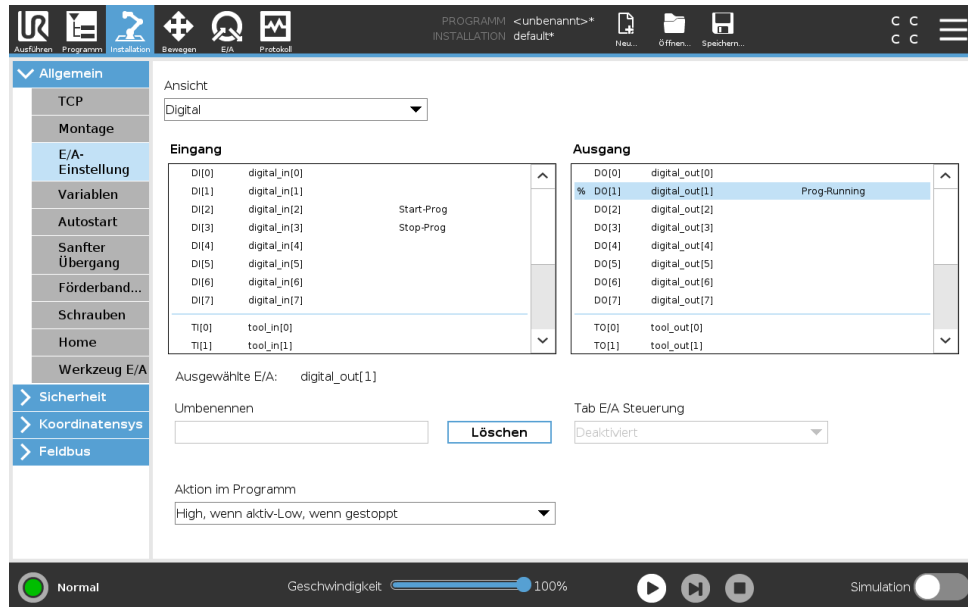 PROGRAMM <unbenannt>*
INSTALLATION default*
Ausführen Programm Installation Bewegen E/A Protokoll Neu... Öffnen... Speichern...
C C
C C
Allgemein
TCP
Montage
E/A-
Einstellung
Variablen
Autostart
Sanfter
Übergang
Förderband...
Schrauben
Home
Werkzeug E/A
Sicherheit
Koordinatensys
Feldbus
Ansicht
Digital
Eingang
DI[0] digital_in[0]
DI[1] digital_in[1]
DI[2] digital_in[2] Start-Prog
DI[3] digital_in[3] Stop-Prog
DI[4] digital_in[4]
DI[5] digital_in[5]
DI[6] digital_in[6]
DI[7] digital_in[7]
TI[0] tool_in[0]
TI[1] tool_in[1]
Ausgang
DO[0] digital_out[0]
% DO[1] digital_out[1] Prog-Running
DO[2] digital_out[2]
DO[3] digital_out[3]
DO[4] digital_out[4]
DO[5] digital_out[5]
DO[6] digital_out[6]
DO[7] digital_out[7]
TO[0] tool_out[0]
TO[1] tool_out[1]
Ausgewählte E/A: digital_out[1]
Umbenennen
Löschen
Tab E/A Steuerung
Deaktiviert
Aktion im Programm
High, wenn aktiv-Low, wenn gestoppt
Normal
Geschwindigkeit 100%
Simulation